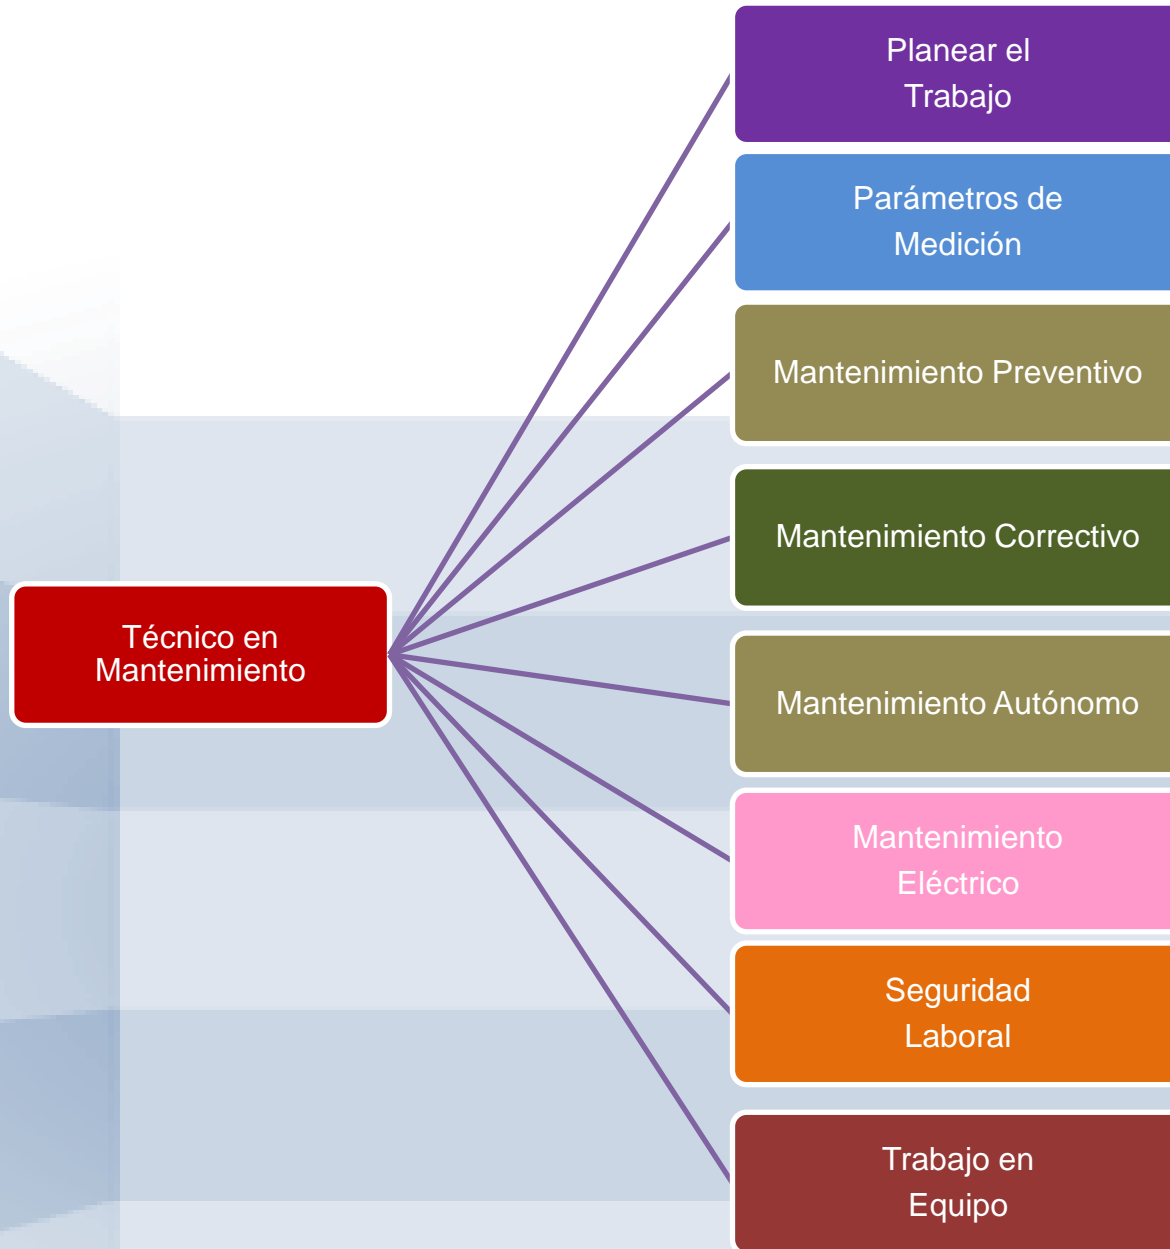 Planear el
Trabajo
Parámetros de
Medición
Mantenimiento Preventivo
Mantenimiento Correctivo
Técnico en
Mantenimiento
Mantenimiento Autónomo
Mantenimiento
Eléctrico
Seguridad
Laboral
Trabajo en
Equipo